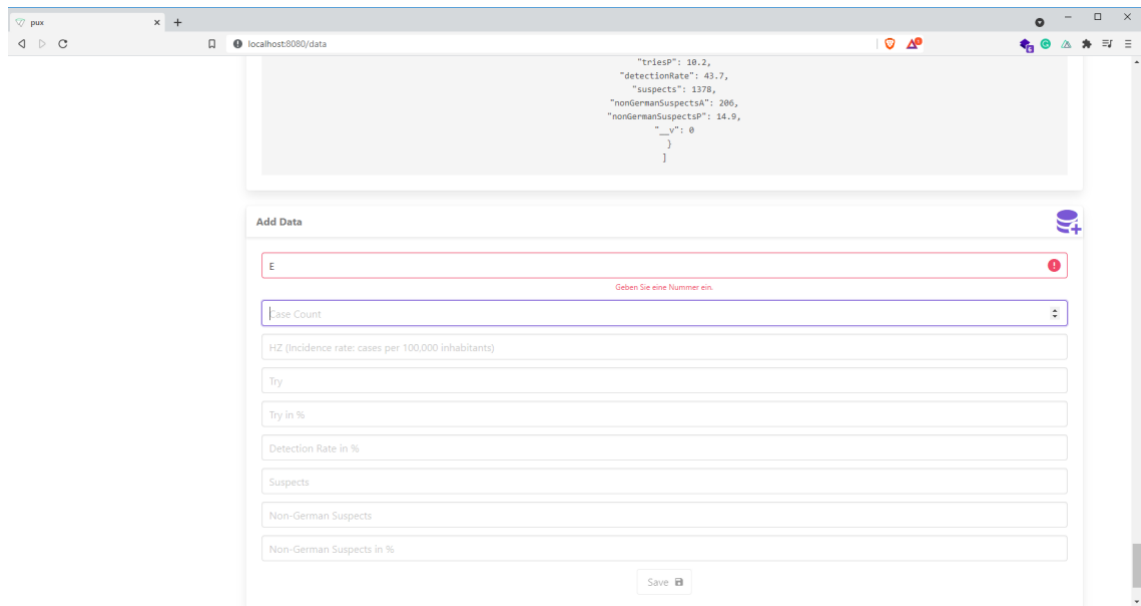 pux
localhost:8080/data
"triesP": 10.2,
"detectionRate": 43.7,
"suspects": 1378,
"nonGermanSuspectsA": 206,
"nonGermanSuspectsP": 14.9,
"__v": 0
}
]
Add Data
E
Geben Sie eine Nummer ein.
Case Count
HZ (Incidence rate: cases per 100,000 inhabitants)
Try
Try in %
Detection Rate in %
Suspects
Non-German Suspects
Non-German Suspects in %
Save